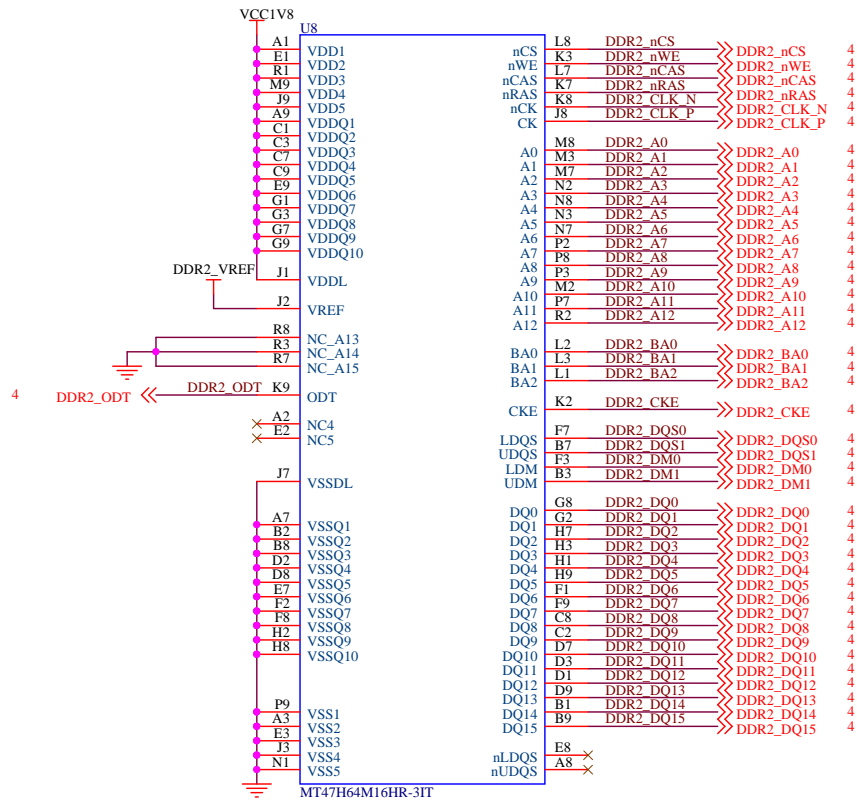 VCC1V8
U8
A1 VDD1
E1 VDD2
R1 VDD3
M9 VDD4
J9 VDD5
A9 VDDQ1
C1 VDDQ2
C3 VDDQ3
C7 VDDQ4
C9 VDDQ5
E9 VDDQ6
G1 VDDQ7
G3 VDDQ8
G7 VDDQ9
G9 VDDQ10
J1 VDDL
DDR2_VREF
J2 VREF
R8 NC_A13
R3 NC_A14
R7 NC_A15
4 DDR2_ODT DDR2_ODT K9 ODT
A2 NC4
E2 NC5
J7 VSSDL
A7 VSSQ1
B2 VSSQ2
B8 VSSQ3
D2 VSSQ4
D8 VSSQ5
E7 VSSQ6
F2 VSSQ7
F8 VSSQ8
H2 VSSQ9
H8 VSSQ10
P9 VSS1
A3 VSS2
E3 VSS3
J3 VSS4
N1 VSS5
nCS L8 DDR2_nCS DDR2_nCS 4
nWE K3 DDR2_nWE DDR2_nWE 4
nCAS L7 DDR2_nCAS DDR2_nCAS 4
nRAS K7 DDR2_nRAS DDR2_nRAS 4
nCK K8 DDR2_CLK_N DDR2_CLK_N 4
CK J8 DDR2_CLK_P DDR2_CLK_P 4
A0 M8 DDR2_A0 DDR2_A0 4
A1 M3 DDR2_A1 DDR2_A1 4
A2 M7 DDR2_A2 DDR2_A2 4
A3 N2 DDR2_A3 DDR2_A3 4
A4 N8 DDR2_A4 DDR2_A4 4
A5 N3 DDR2_A5 DDR2_A5 4
A6 N7 DDR2_A6 DDR2_A6 4
A7 P2 DDR2_A7 DDR2_A7 4
A8 P8 DDR2_A8 DDR2_A8 4
A9 P3 DDR2_A9 DDR2_A9 4
A10 M2 DDR2_A10 DDR2_A10 4
A11 P7 DDR2_A11 DDR2_A11 4
A12 R2 DDR2_A12 DDR2_A12 4
BA0 L2 DDR2_BA0 DDR2_BA0 4
BA1 L3 DDR2_BA1 DDR2_BA1 4
BA2 L1 DDR2_BA2 DDR2_BA2 4
CKE K2 DDR2_CKE DDR2_CKE 4
LDQS F7 DDR2_DQS0 DDR2_DQS0 4
UDQS B7 DDR2_DQS1 DDR2_DQS1 4
LDM F3 DDR2_DM0 DDR2_DM0 4
UDM B3 DDR2_DM1 DDR2_DM1 4
DQ0 G8 DDR2_DQ0 DDR2_DQ0 4
DQ1 G2 DDR2_DQ1 DDR2_DQ1 4
DQ2 H7 DDR2_DQ2 DDR2_DQ2 4
DQ3 H3 DDR2_DQ3 DDR2_DQ3 4
DQ4 H1 DDR2_DQ4 DDR2_DQ4 4
DQ5 H9 DDR2_DQ5 DDR2_DQ5 4
DQ6 F1 DDR2_DQ6 DDR2_DQ6 4
DQ7 F9 DDR2_DQ7 DDR2_DQ7 4
DQ8 C8 DDR2_DQ8 DDR2_DQ8 4
DQ9 C2 DDR2_DQ9 DDR2_DQ9 4
DQ10 D7 DDR2_DQ10 DDR2_DQ10 4
DQ11 D3 DDR2_DQ11 DDR2_DQ11 4
DQ12 D1 DDR2_DQ12 DDR2_DQ12 4
DQ13 D9 DDR2_DQ13 DDR2_DQ13 4
DQ14 B1 DDR2_DQ14 DDR2_DQ14 4
DQ15 B9 DDR2_DQ15 DDR2_DQ15 4
nLDQS E8
nUDQS A8
MT47H64M16HR-3IT